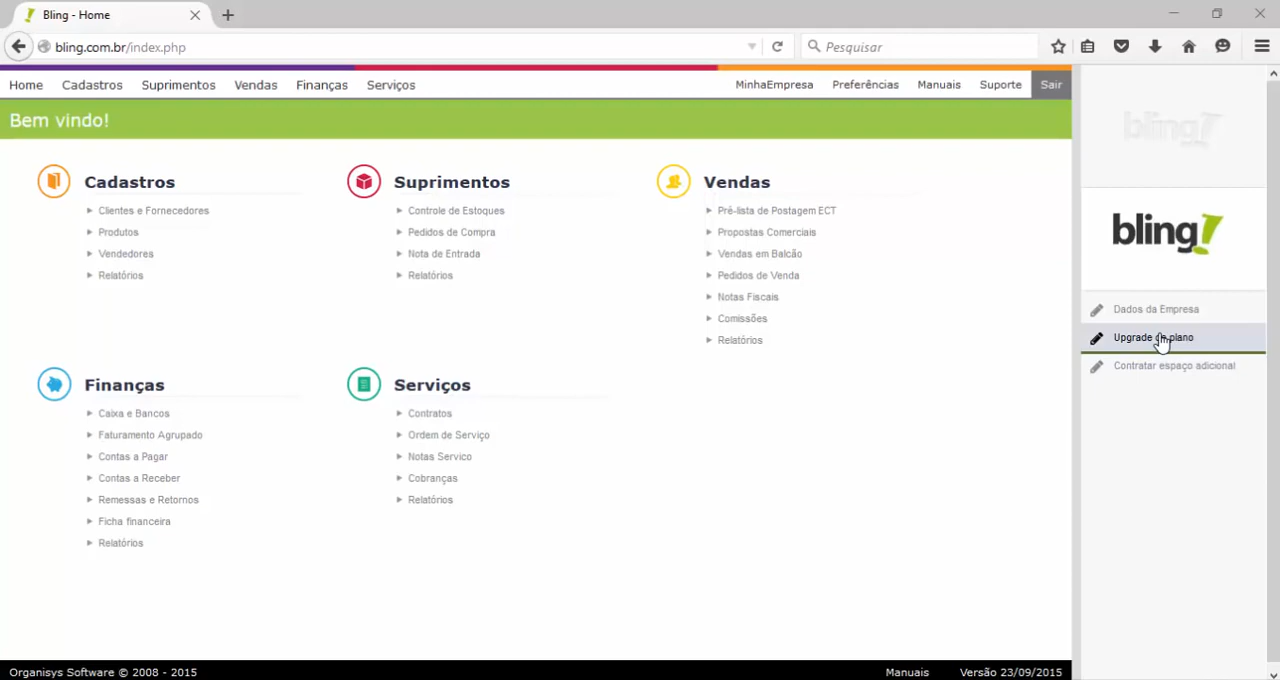 Bling - Home
bling.com.br/index.php
Pesquisar
Home Cadastros Suprimentos Vendas Finanças Serviços MinhaEmpresa Preferências Manuais Suporte Sair
Bem vindo!
Cadastros
Clientes e Fornecedores
Produtos
Vendedores
Relatórios
Suprimentos
Controle de Estoques
Pedidos de Compra
Nota de Entrada
Relatórios
Vendas
Pré-lista de Postagem ECT
Propostas Comerciais
Vendas em Balcão
Pedidos de Venda
Notas Fiscais
Comissões
Relatórios
Finanças
Caixa e Bancos
Faturamento Agrupado
Contas a Pagar
Contas a Receber
Remessas e Retornos
Ficha financeira
Relatórios
Serviços
Contratos
Ordem de Serviço
Notas Servico
Cobranças
Relatórios
bling!
bling!
Dados da Empresa
Upgrade plano
Contratar espaço adicional
Organisys Software © 2008 - 2015
Manuais Versão 23/09/2015